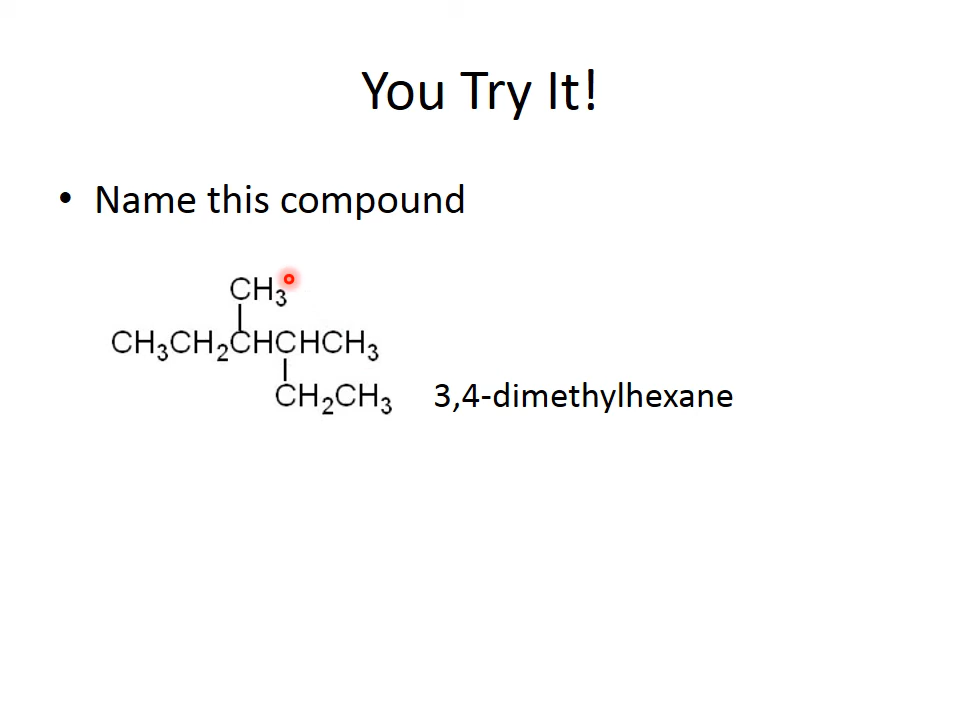 You Try It!
• Name this compound
CH₃
CH₃CH₂CHCHCH₃
CH₂CH₃ 3,4-dimethylhexane